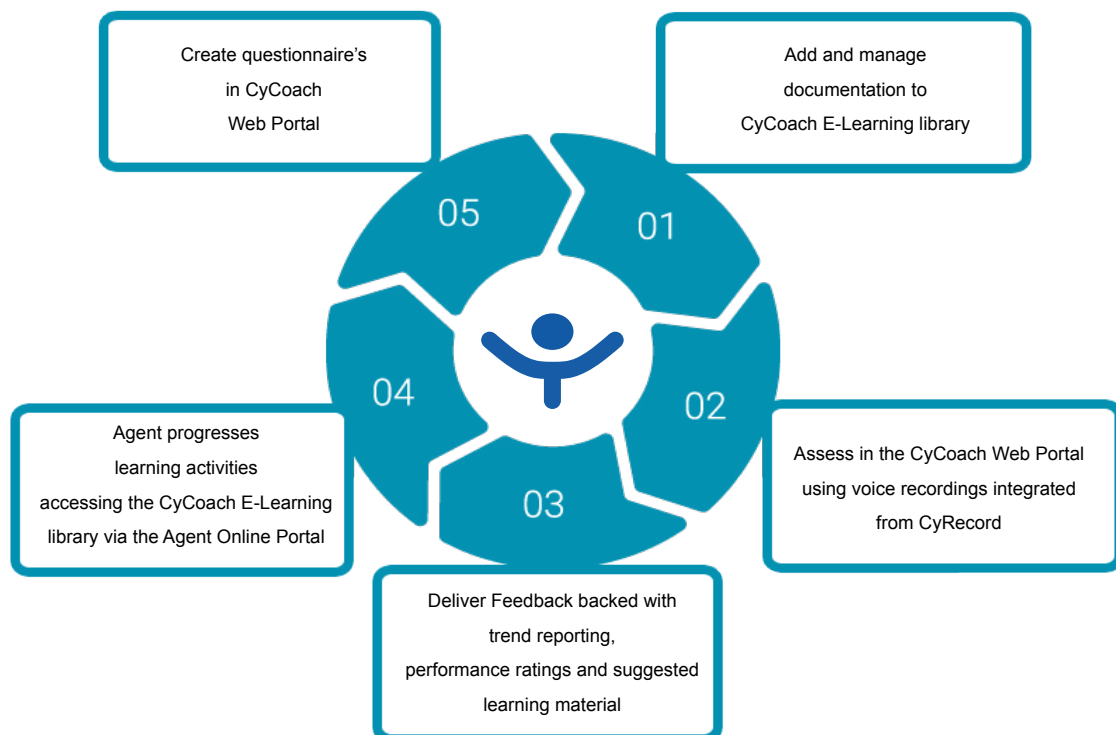 Create questionnaire’s
in CyCoach
Web Portal
Add and manage
documentation to
CyCoach E-Learning library
05
01
04
02
03
Agent progresses
learning activities
accessing the CyCoach E-Learning
library via the Agent Online Portal
Assess in the CyCoach Web Portal
using voice recordings integrated
from CyRecord
Deliver Feedback backed with
trend reporting,
performance ratings and suggested
learning material